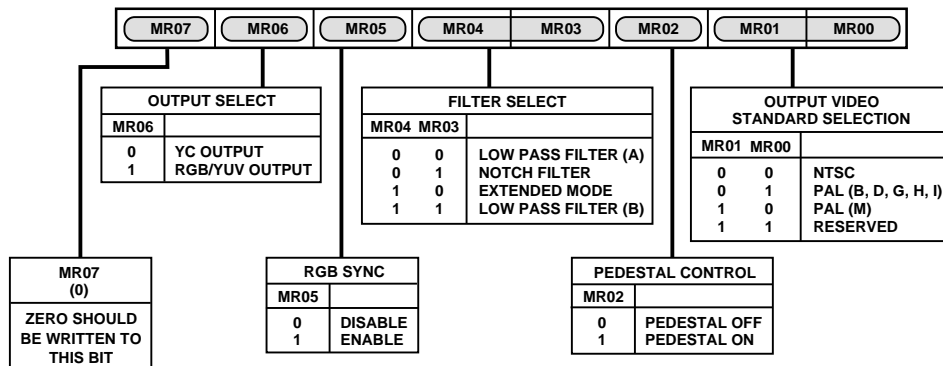 MR07 MR06 MR05 MR04 MR03 MR02 MR01 MR00
OUTPUT SELECT
MR06
0 YC OUTPUT
1 RGB/YUV OUTPUT
FILTER SELECT
MR04 MR03
0 0 LOW PASS FILTER (A)
0 1 NOTCH FILTER
1 0 EXTENDED MODE
1 1 LOW PASS FILTER (B)
OUTPUT VIDEO
STANDARD SELECTION
MR01 MR00
0 0 NTSC
0 1 PAL (B, D, G, H, I)
1 0 PAL (M)
1 1 RESERVED
MR07
(0)
ZERO SHOULD
BE WRITTEN TO
THIS BIT
RGB SYNC
MR05
0 DISABLE
1 ENABLE
PEDESTAL CONTROL
MR02
0 PEDESTAL OFF
1 PEDESTAL ON